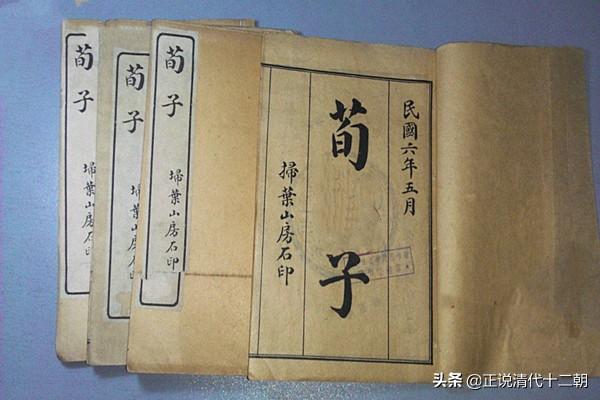 荀子
埽葉山房石印
荀子
埽葉山房石印
荀子
埽葉山房石印
民國六年五月
荀子
掃葉山房石印
头条 @正说清代十二朝